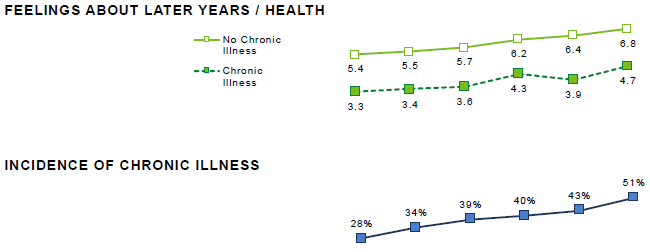 FEELINGS ABOUT LATER YEARS / HEALTH
No Chronic
Illness
5.4 5.5 5.7 6.2 6.4 6.8
Chronic
Illness
3.3 3.4 3.6 4.3 3.9 4.7
INCIDENCE OF CHRONIC ILLNESS
28% 34% 39% 40% 43% 51%